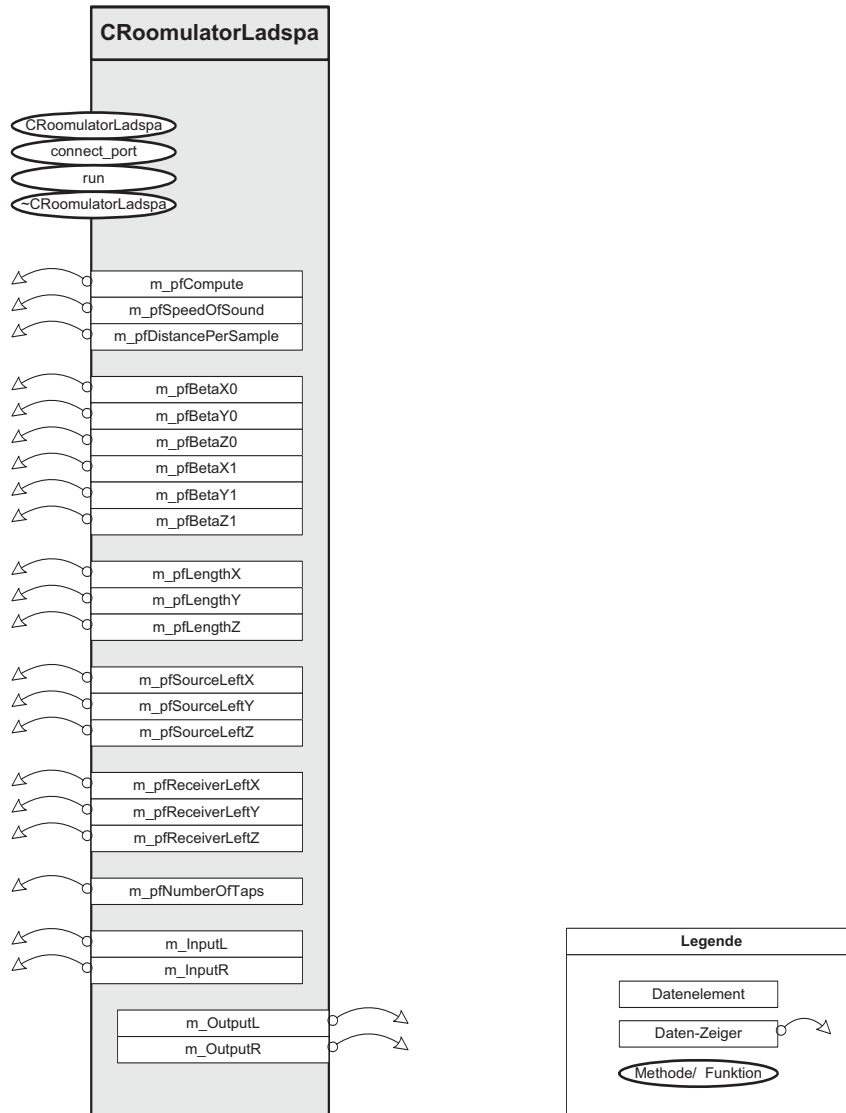 CRoomulatorLadspa
CRoomulatorLadspa
connect_port
run
~CRoomulatorLadspa
m_pfCompute
m_pfSpeedOfSound
m_pfDistancePerSample
m_pfBetaX0
m_pfBetaY0
m_pfBetaZ0
m_pfBetaX1
m_pfBetaY1
m_pfBetaZ1
m_pfLengthX
m_pfLengthY
m_pfLengthZ
m_pfSourceLeftX
m_pfSourceLeftY
m_pfSourceLeftZ
m_pfReceiverLeftX
m_pfReceiverLeftY
m_pfReceiverLeftZ
m_pfNumberOfTaps
m_InputL
m_InputR
m_OutputL
m_OutputR
Legende
Datenelement
Daten-Zeiger
Methode/ Funktion